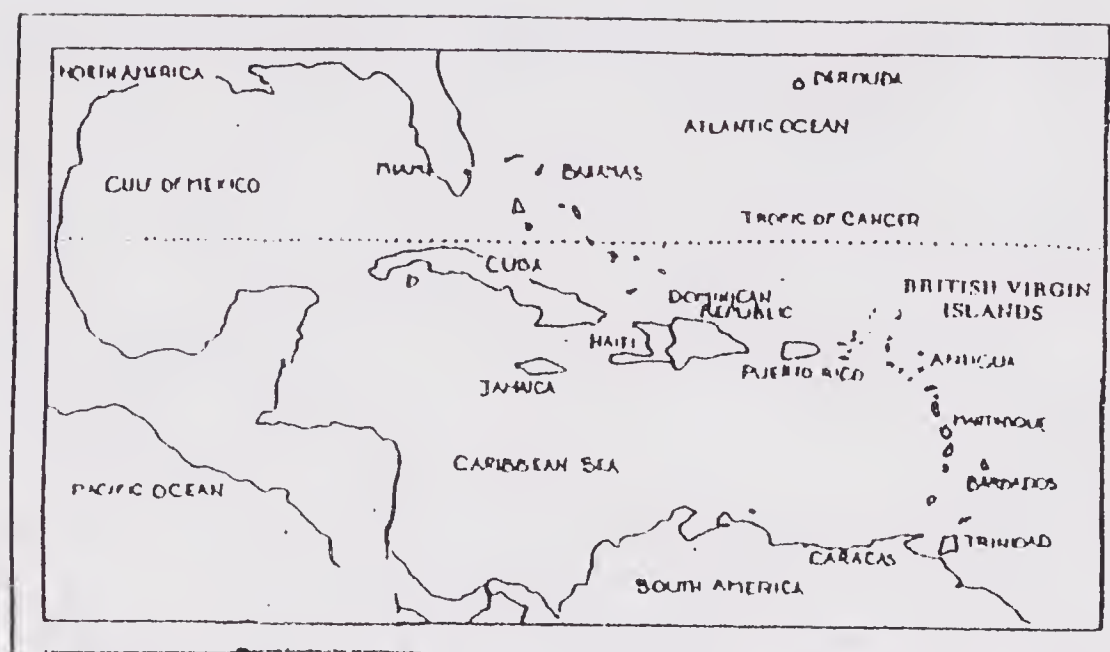 NORTH AMERICA
BERMUDA
ATLANTIC OCEAN
MIAMI
BAHAMAS
GULF OF MEXICO
TROPIC OF CANCER
CUBA
BRITISH VIRGIN
ISLANDS
DOMINICAN
REPUBLIC
HAITI
PUERTO RICO
ANTIGUA
JAMAICA
MARTINIQUE
CARIBBEAN SEA
BARBADOS
PACIFIC OCEAN
TRINIDAD
CARACAS
SOUTH AMERICA